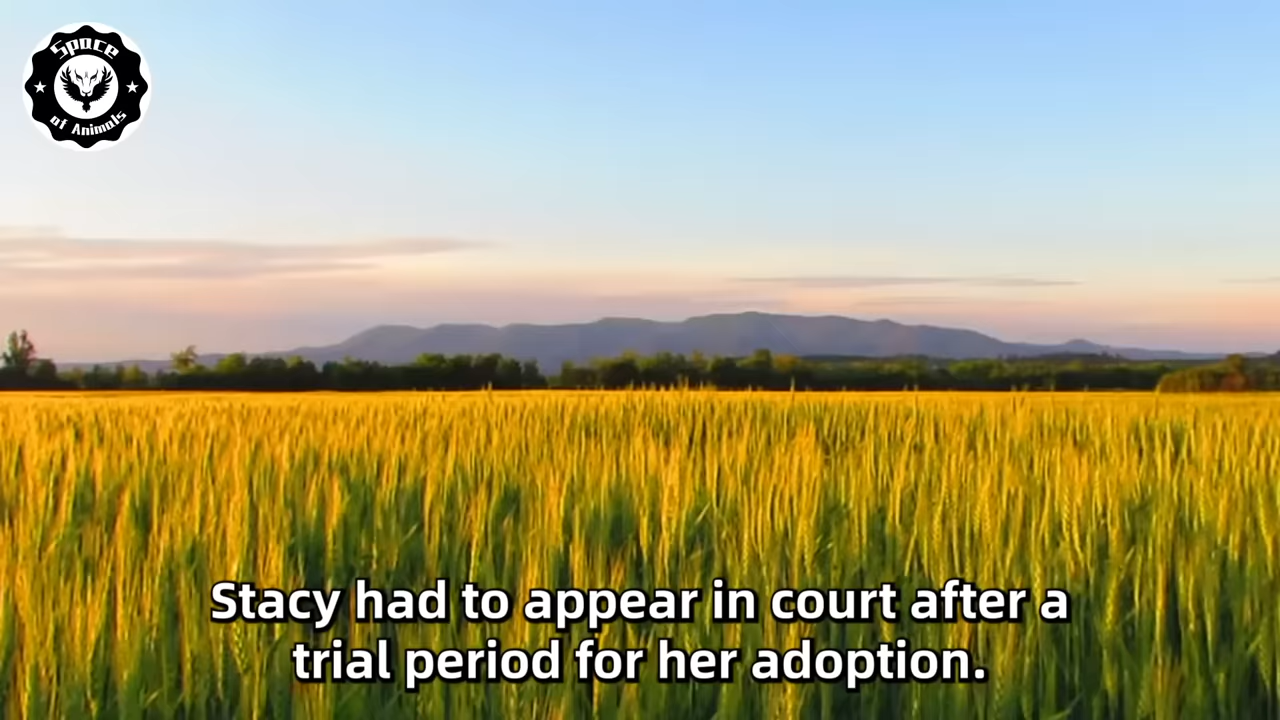 Space
of Animals
Stacy had to appear in court after a
trial period for her adoption.